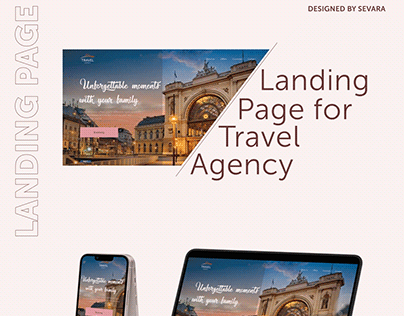 DESIGNED BY SEVARA
LANDING PAGE
TRAVEL
Unforgettable moments
with your family
Landing
Page for
Travel
Agency
Unforgettable moments
with your family
Unforgettable moments
with your family